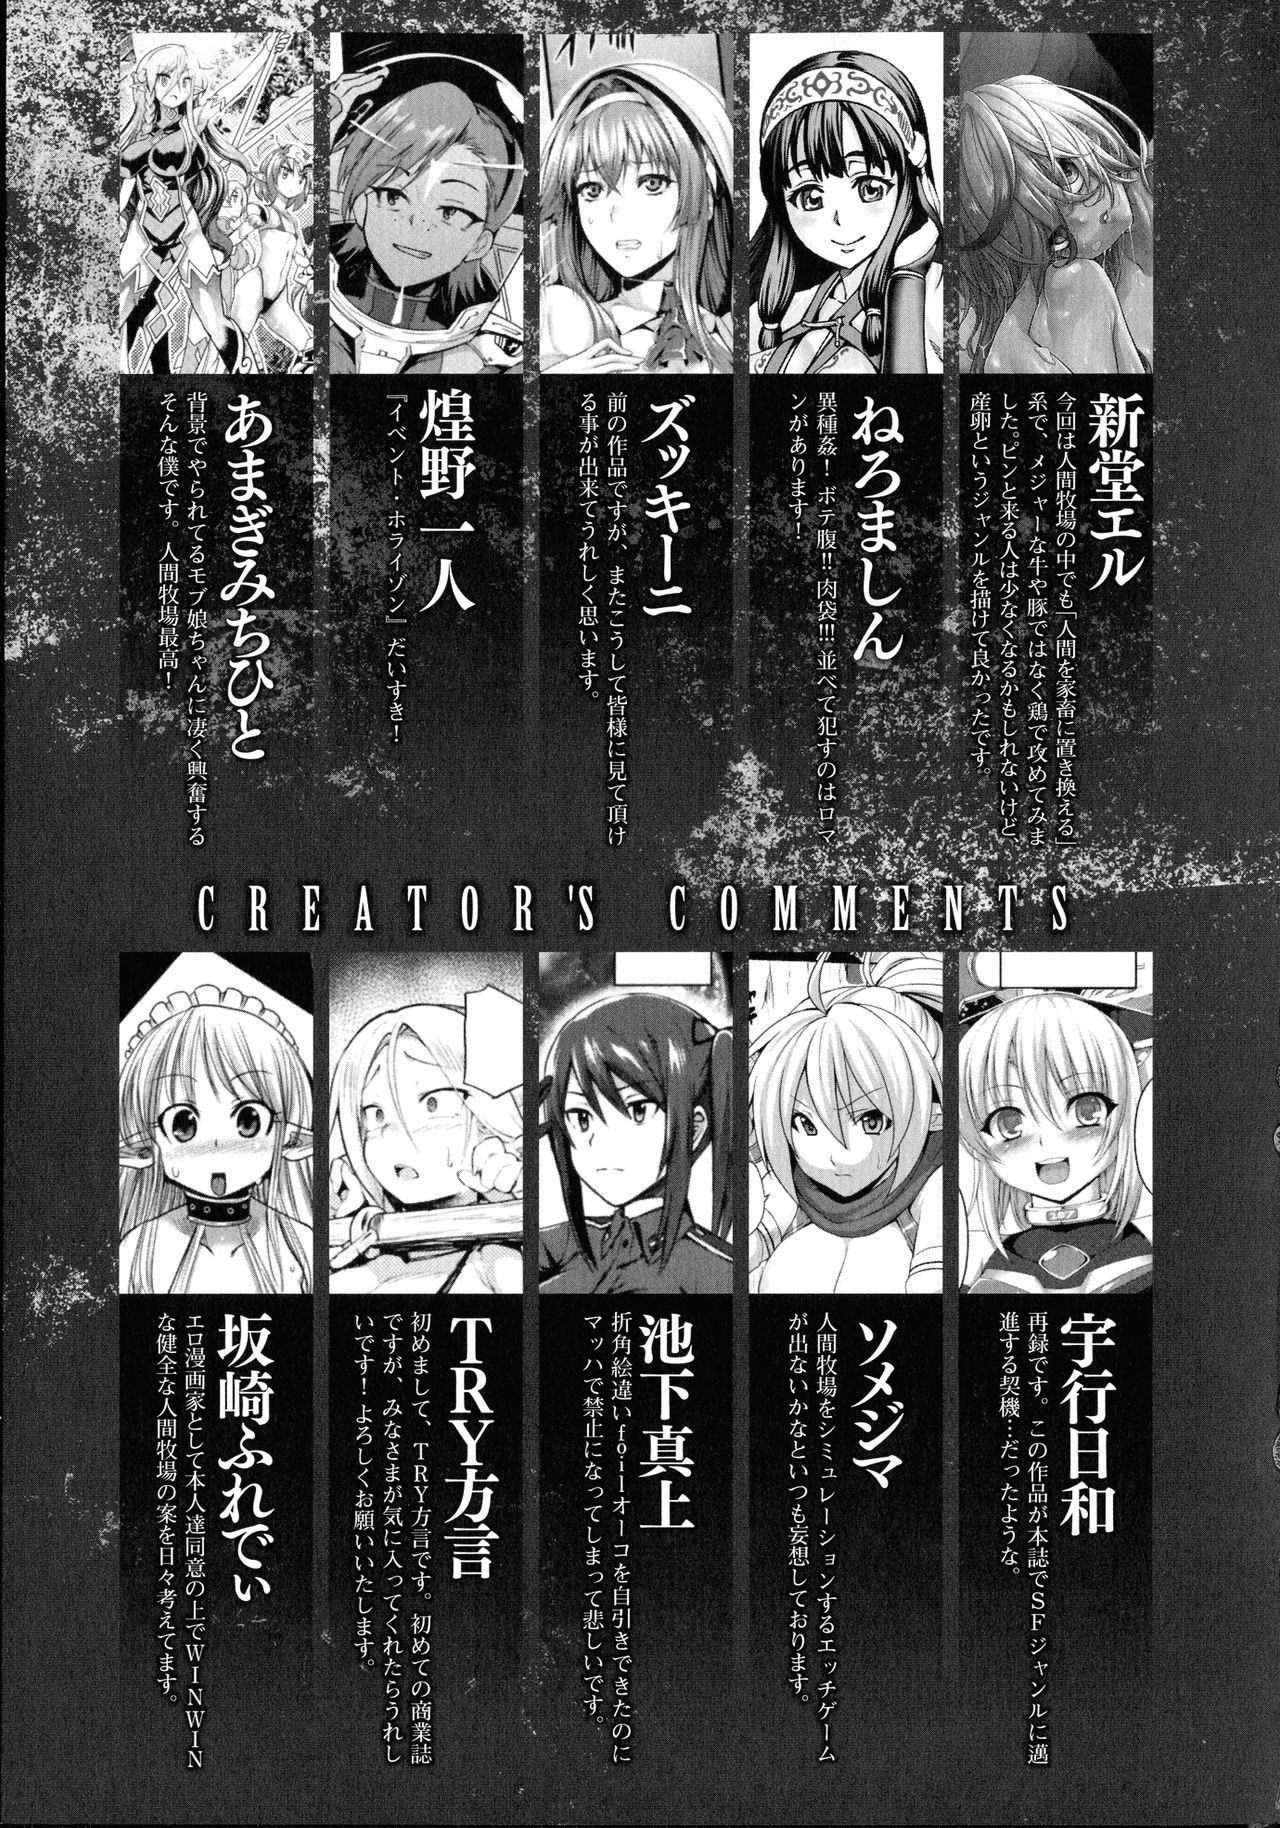 新堂エル
今回は人間牧場の中でも「人間を家畜に置き換える」
系で、メジャーな牛や豚ではなく鶏で攻めてみま
した。ピンと来る人は少なくなるかもしれないけど、
産卵というジャンルを描けて良かったです。
ねろましん
異種姦！ボテ腹!!肉袋!!!並べて犯すのはロマ
ンがあります！
ズッキーニ
前の作品ですが、またこうして皆様に見て頂け
る事が出来てうれしく思います。
煌野一人
『イベント・ホライゾン』だいすき！
あまぎみちひと
背景でやられてるモブ娘ちゃんに凄く興奮する
そんな僕です。人間牧場最高！
CREATOR'S COMMENTS
宇行日和
再録です。この作品が本誌でSFジャンルに邁
進する契機…だったような。
ソメジマ
人間牧場をシミュレーションするエッチゲーム
が出ないかなといつも妄想しております。
池下真上
折角絵違いfoilオーコを自引きできたのに
マッハで禁止になってしまって悲しいです。
TRY方言
初めまして、TRY方言です。初めての商業誌
ですが、みなさまが気に入ってくれたらうれし
いです！よろしくお願いいたします。
坂崎ふれでぃ
エロ漫画家として本人達同意の上でWINWIN
な健全な人間牧場の案を日々考えてます。